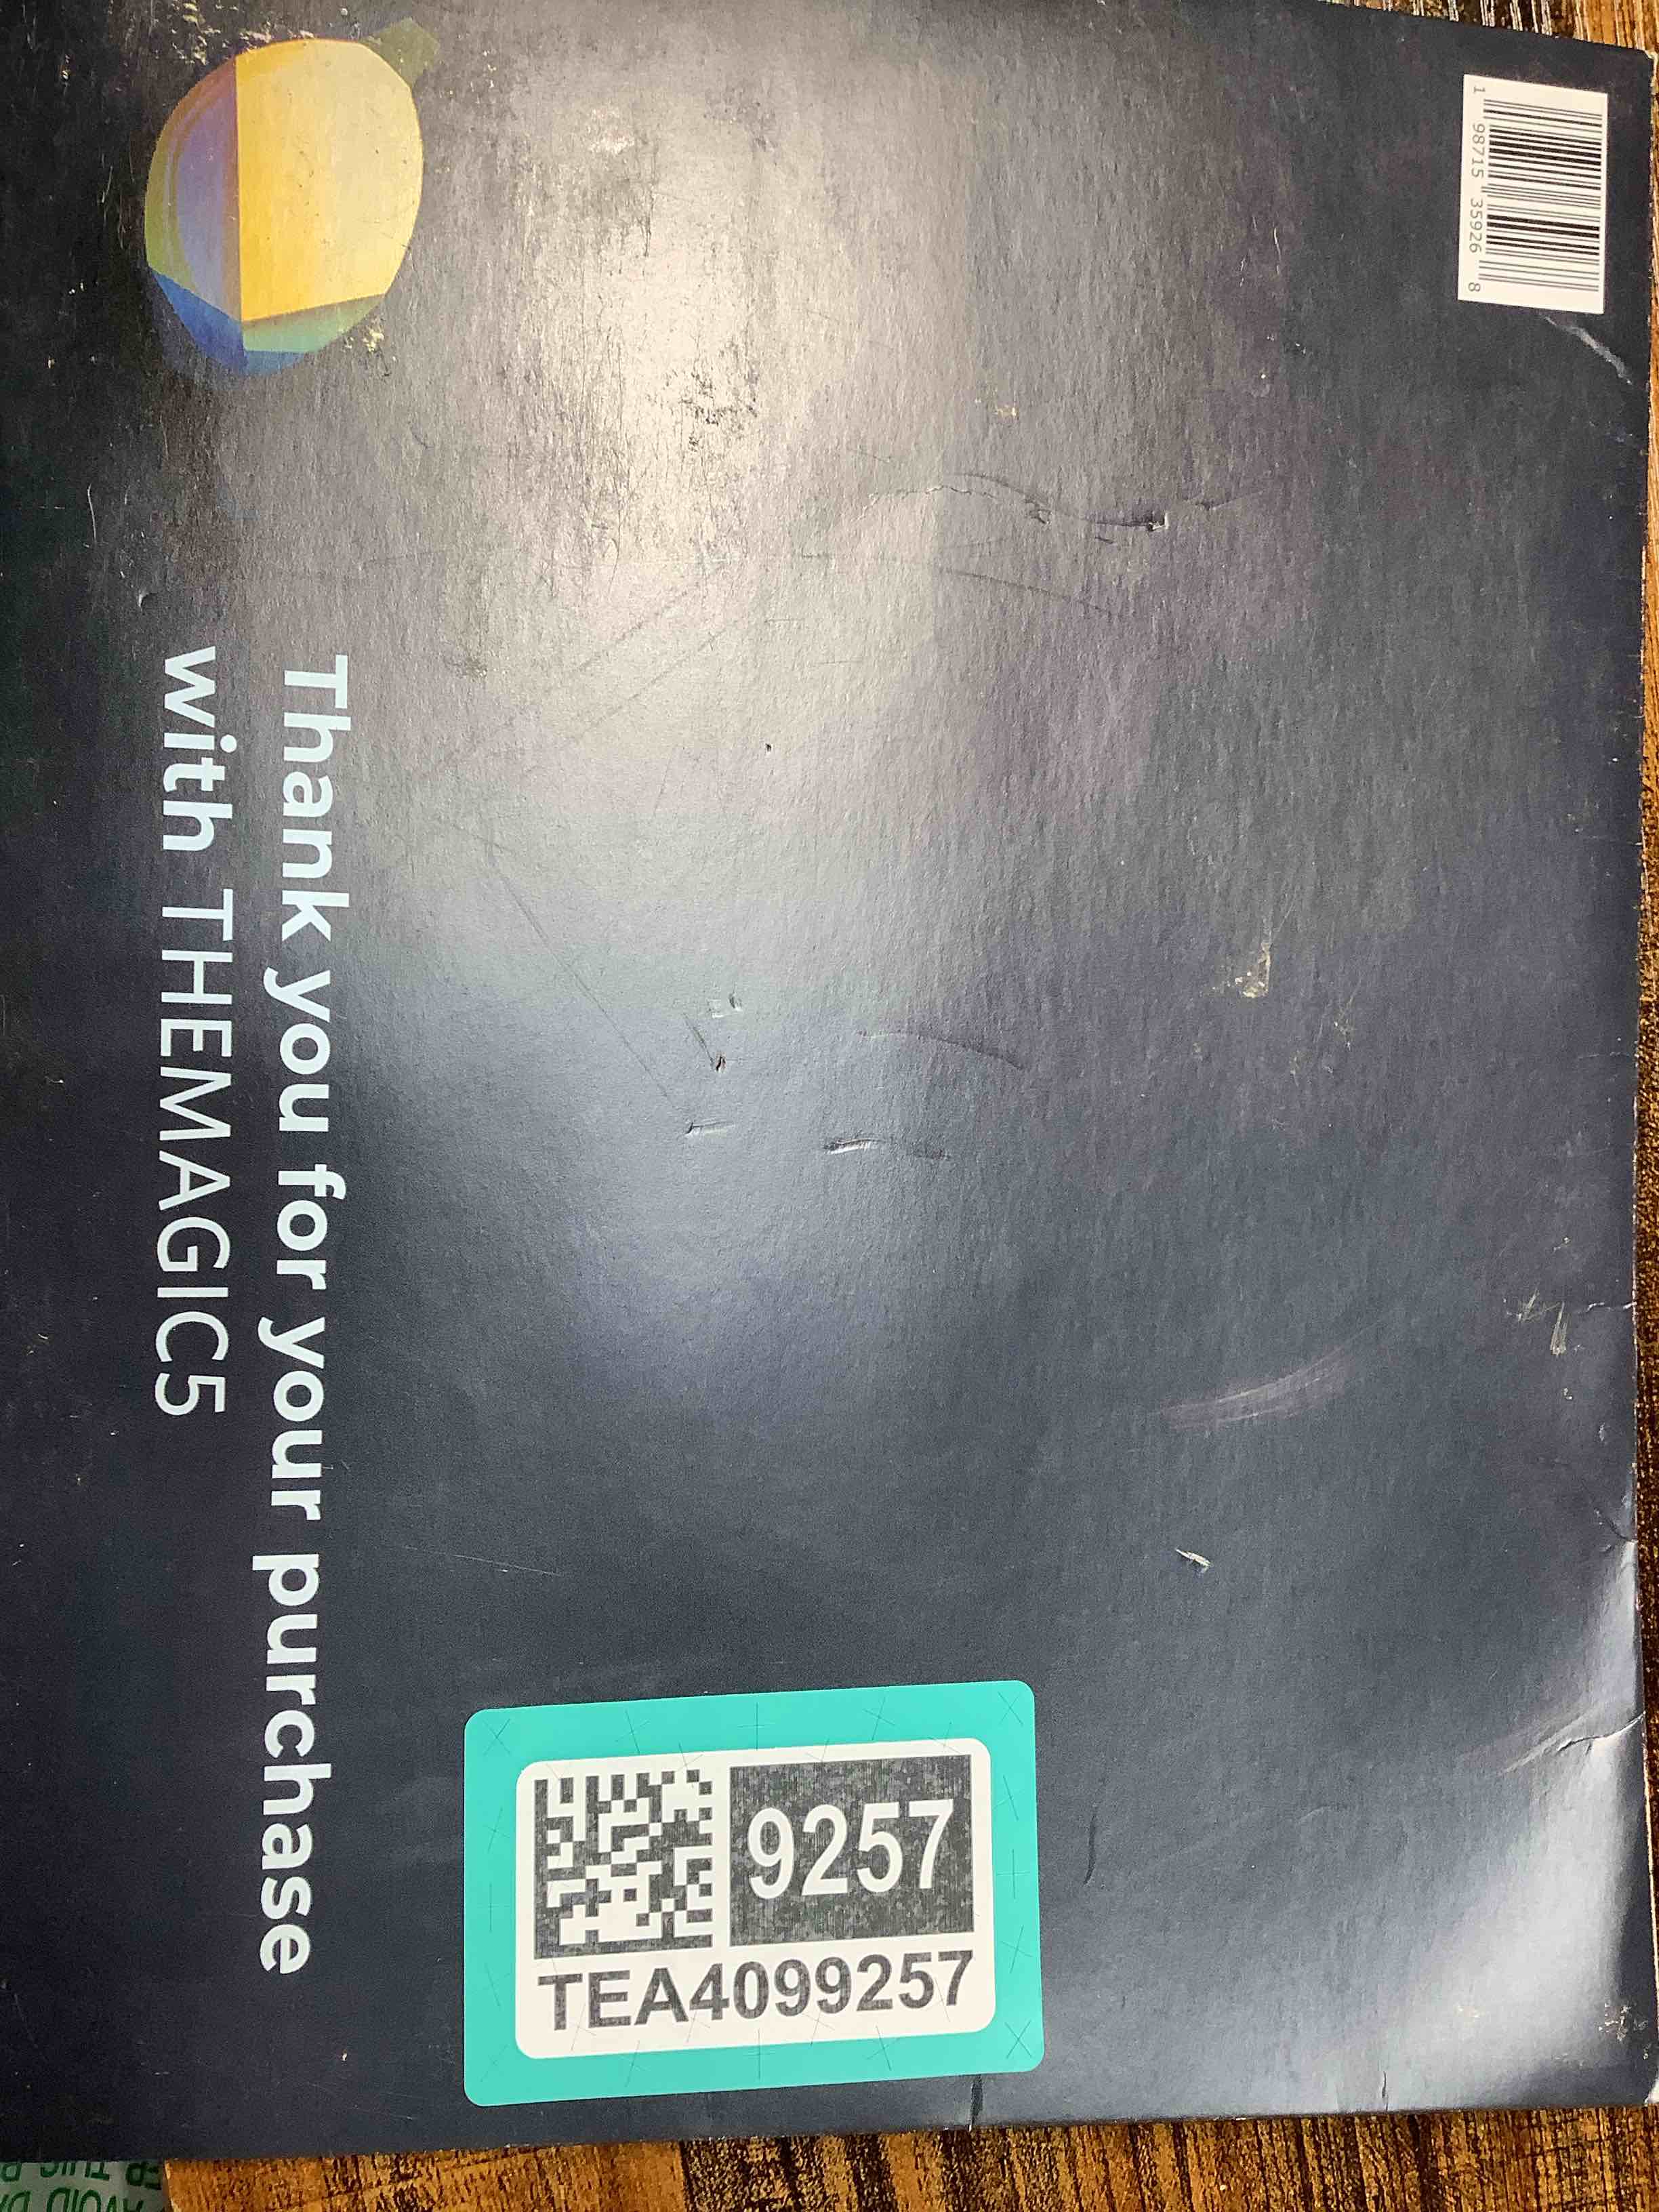 Thank you for your purchase
with THEMAGIC5
1 98715 35926 8
9257
TEA4099257